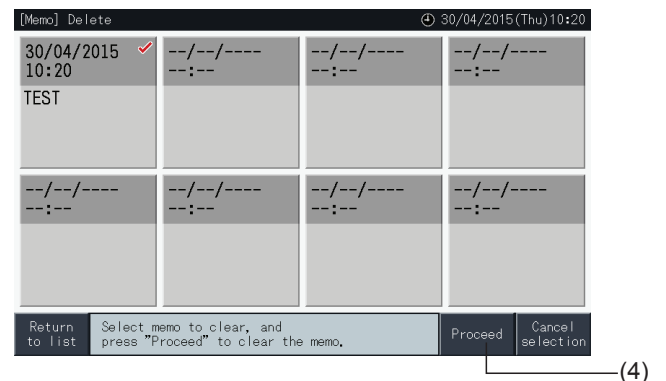 [Memo] Delete 30/04/2015(Thu)10:20
30/04/2015
10:20
TEST
--/--/----
--:--
--/--/----
--:--
--/--/----
--:--
--/--/----
--:--
--/--/----
--:--
--/--/----
--:--
--/--/----
--:--
Return
to list
Select memo to clear, and
press "Proceed" to clear the memo.
Proceed
Cancel
selection
(4)